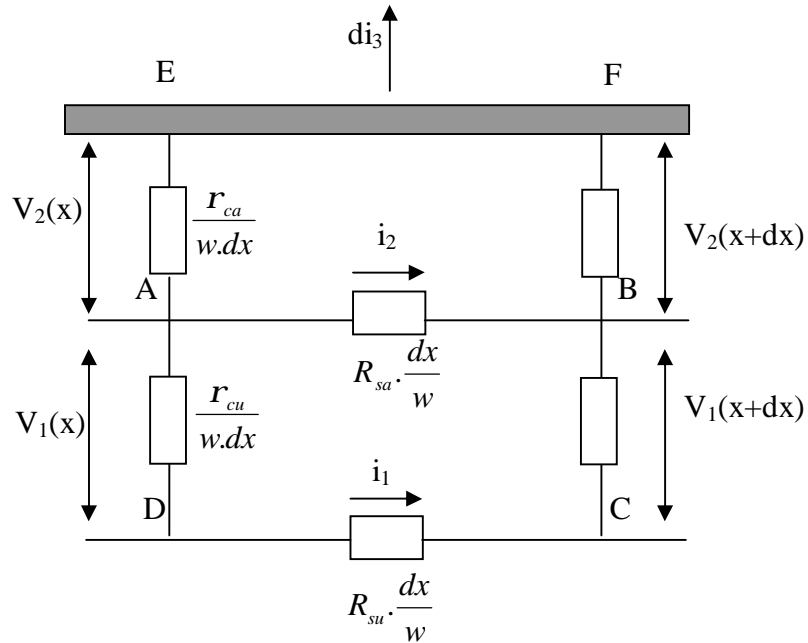 di₃
E F
V₂(x) r_ca / w.dx V₂(x+dx)
i₂
A B
R_sa . dx / w
V₁(x) r_cu / w.dx V₁(x+dx)
i₁
D C
R_su . dx / w